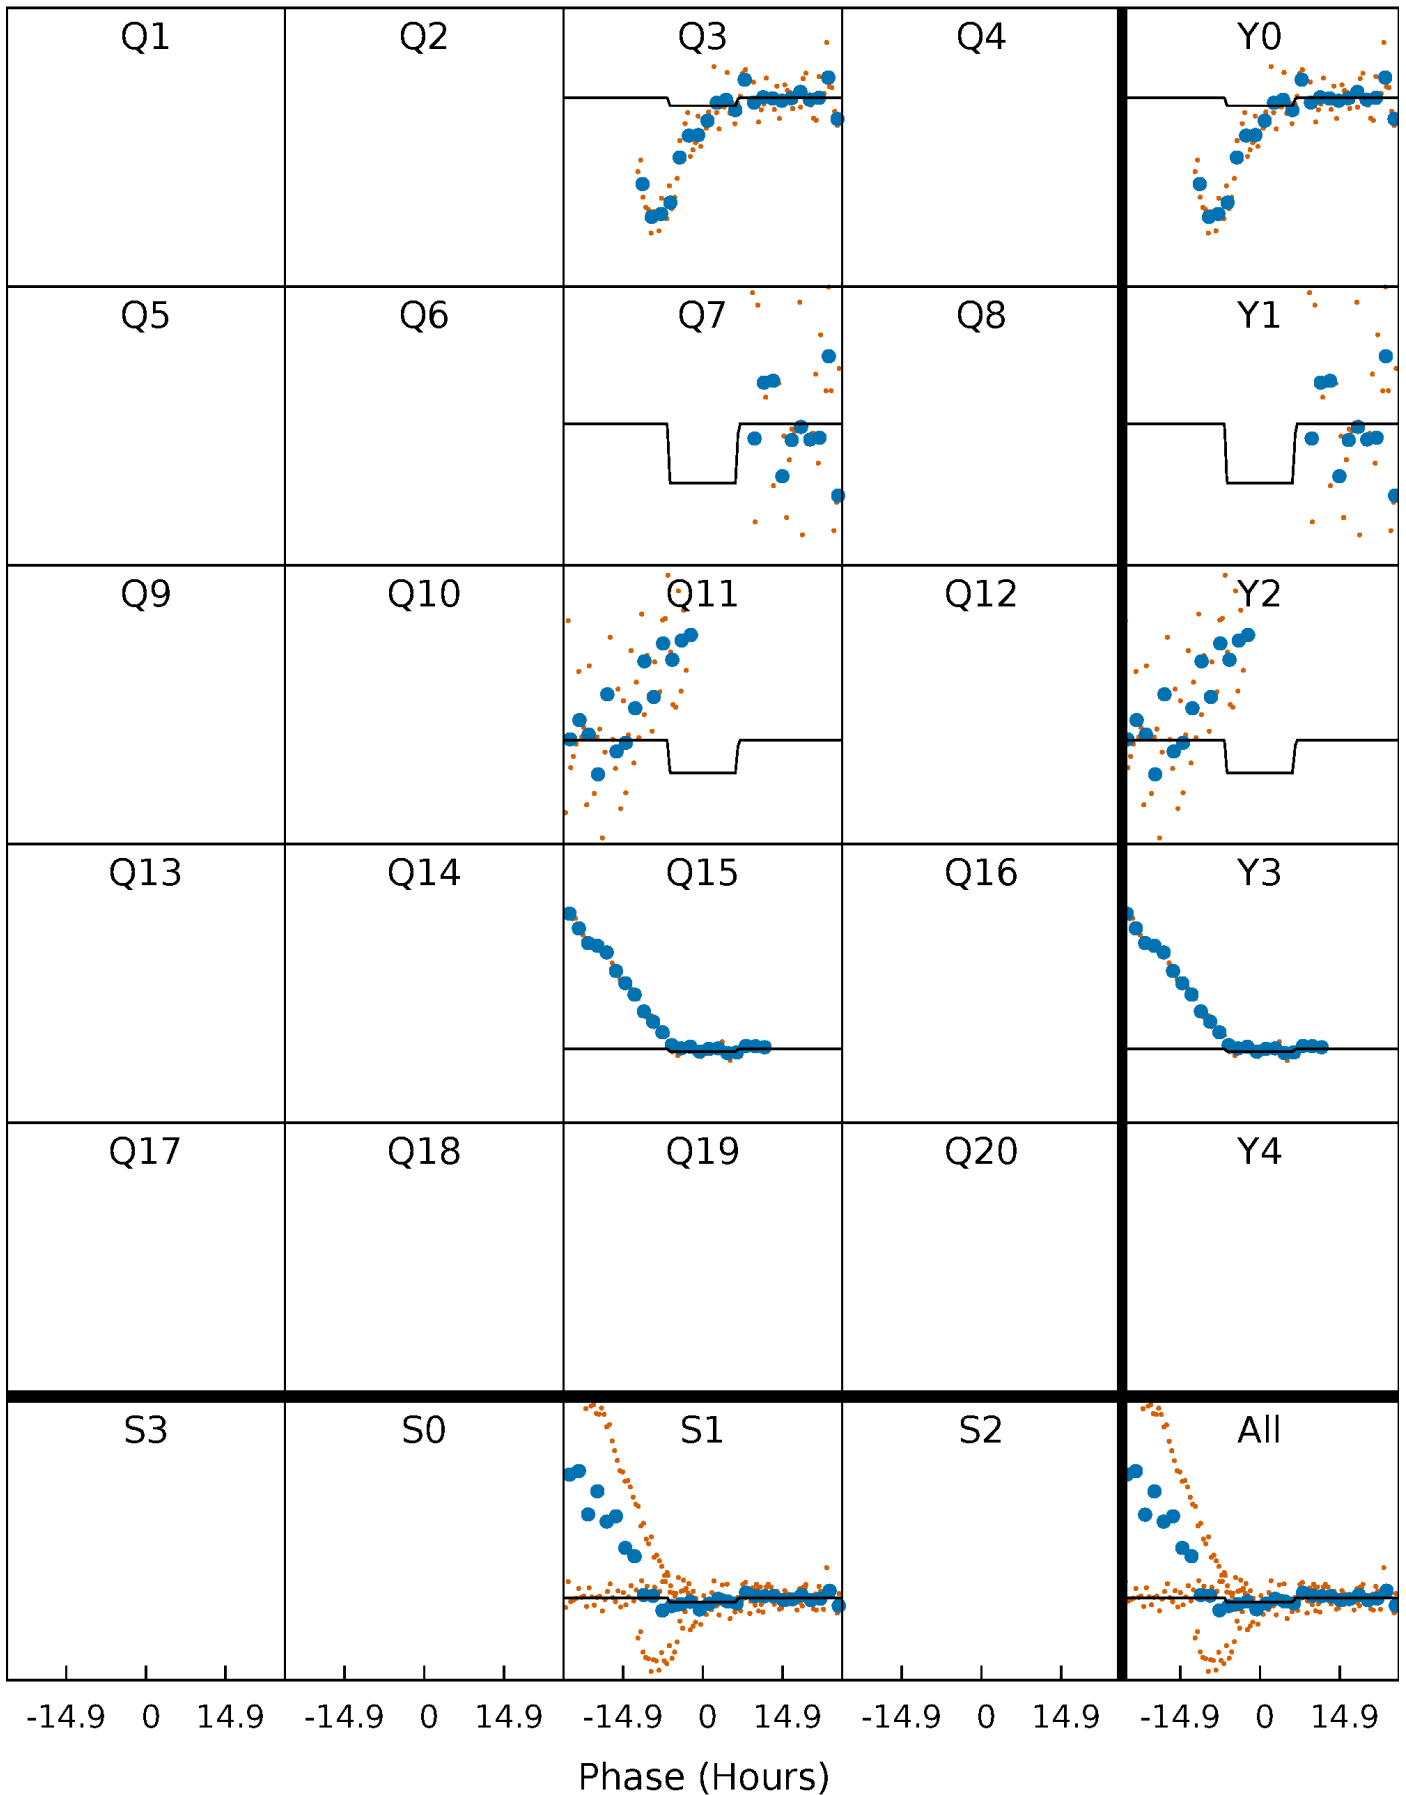 Q1 Q2 Q3 Q4 Y0
Q5 Q6 Q7 Q8 Y1
Q9 Q10 Q11 Q12 Y2
Q13 Q14 Q15 Q16 Y3
Q17 Q18 Q19 Q20 Y4
S3 S0 S1 S2 All
-14.9 0 14.9 -14.9 0 14.9 -14.9 0 14.9 -14.9 0 14.9 -14.9 0 14.9
Phase (Hours)